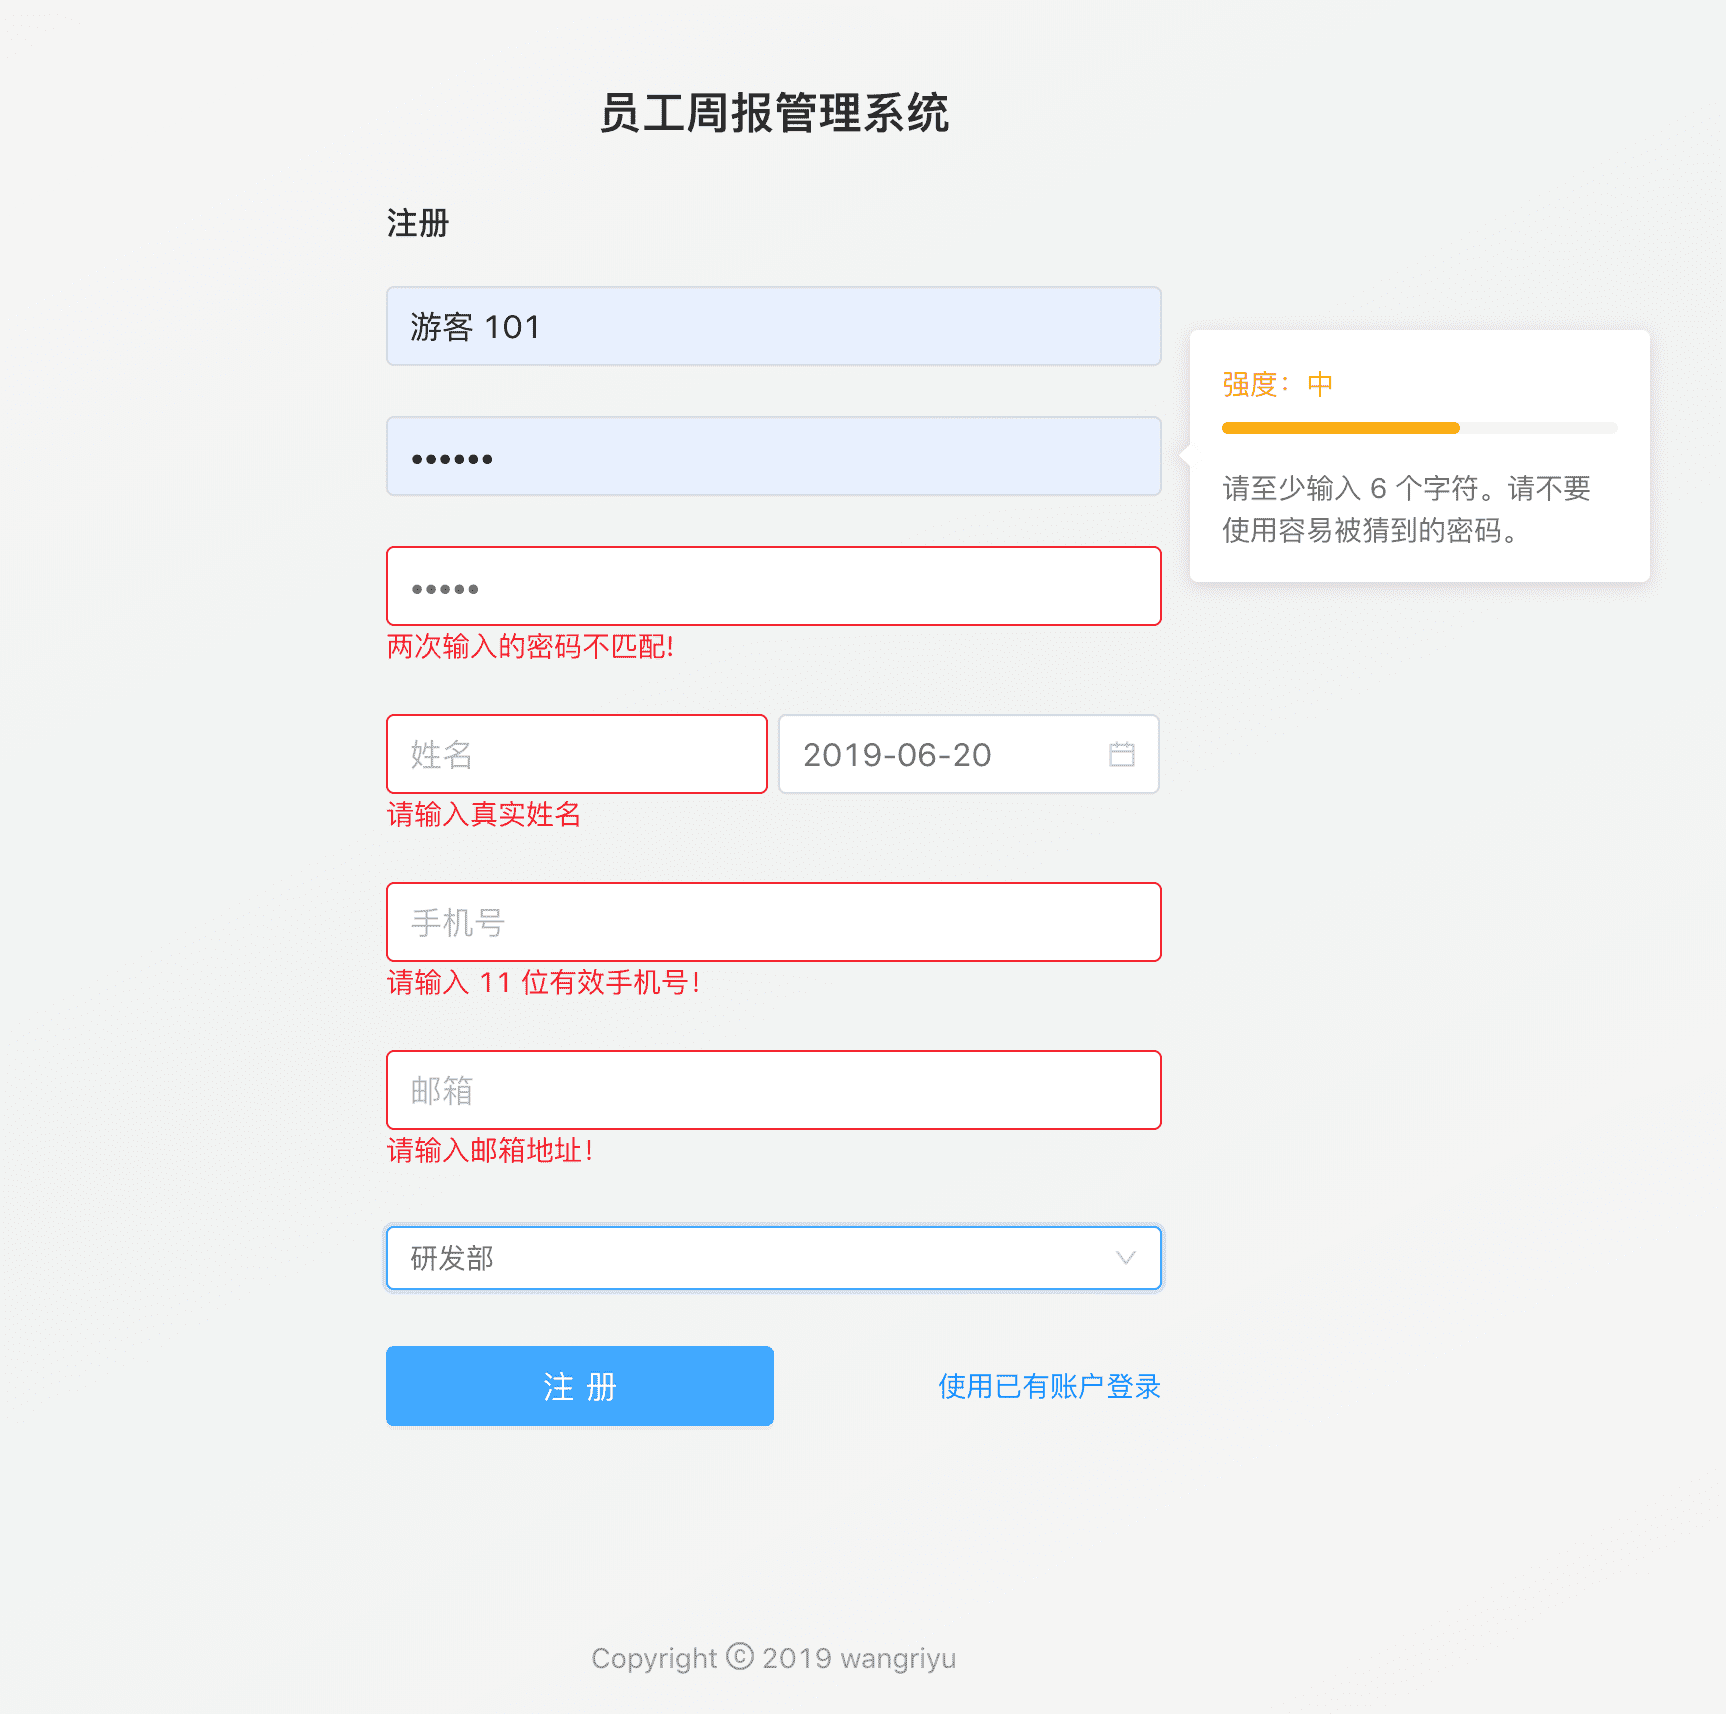 员工周报管理系统
注册
游客 101
••••••
强度：中
请至少输入 6 个字符。请不要
使用容易被猜到的密码。
•••••
两次输入的密码不匹配!
姓名
2019-06-20
请输入真实姓名
手机号
请输入 11 位有效手机号！
邮箱
请输入邮箱地址！
研发部
注 册
使用已有账户登录
Copyright © 2019 wangriyu